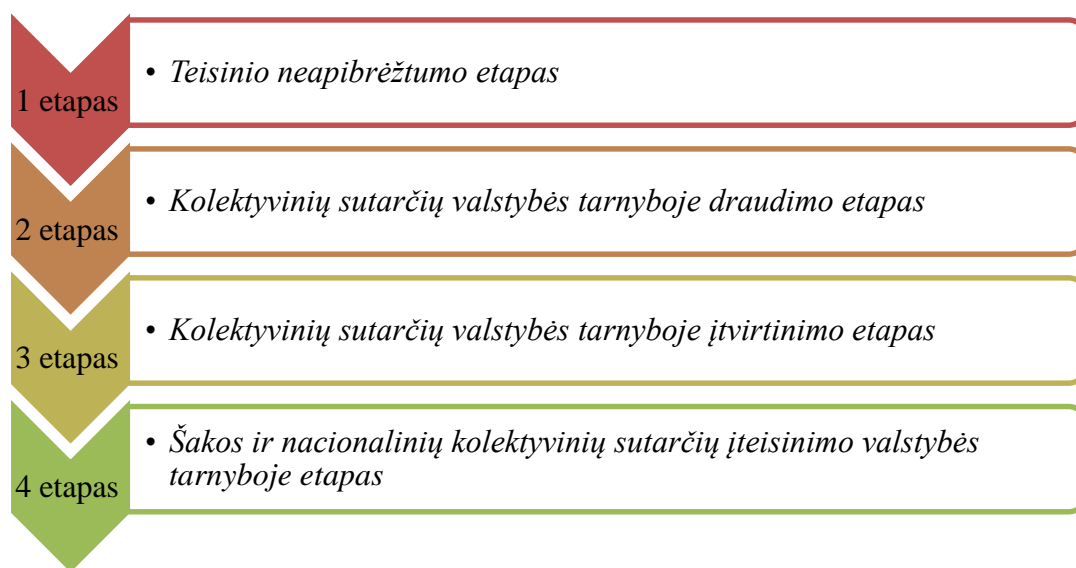 1 etapas
• Teisinio neapibrėžtumo etapas
2 etapas
• Kolektyvinių sutarčių valstybės tarnyboje draudimo etapas
3 etapas
• Kolektyvinių sutarčių valstybės tarnyboje įtvirtinimo etapas
4 etapas
• Šakos ir nacionalinių kolektyvinių sutarčių įteisinimo valstybės
tarnyboje etapas